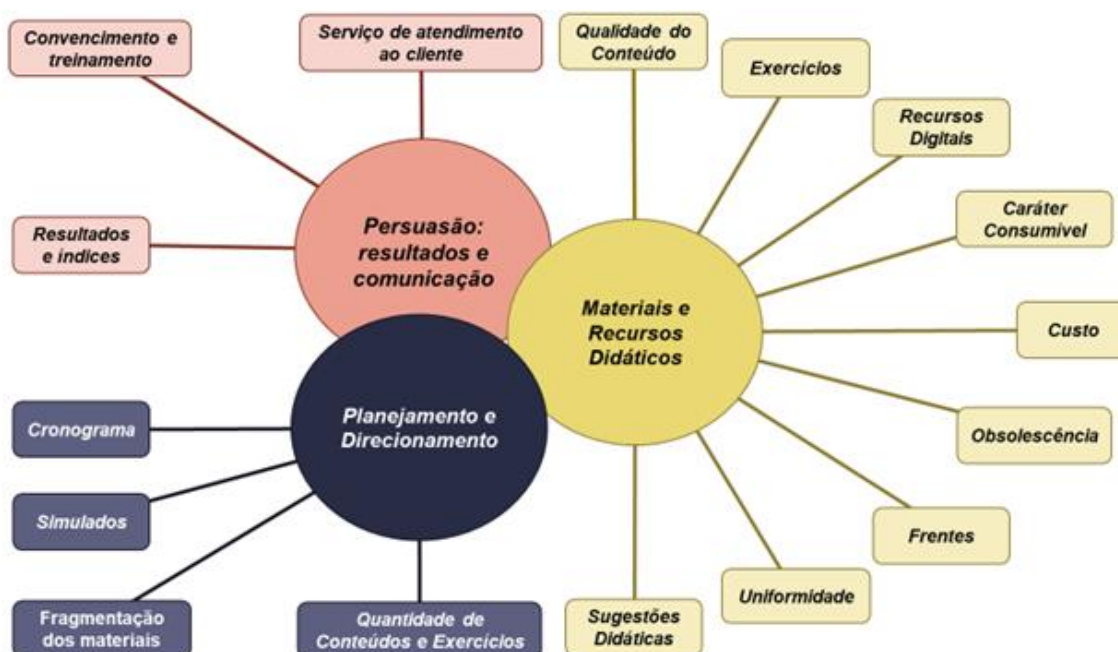 Convencimento e
treinamento
Serviço de atendimento
ao cliente
Qualidade do
Conteúdo
Exercícios
Recursos
Digitais
Caráter
Consumível
Custo
Obsolescência
Frentes
Uniformidade
Sugestões
Didáticas
Materiais e
Recursos
Didáticos
Persuasão:
resultados e
comunicação
Resultados
e índices
Planejamento e
Direcionamento
Cronograma
Simulados
Fragmentação
dos materiais
Quantidade de
Conteúdos e Exercícios